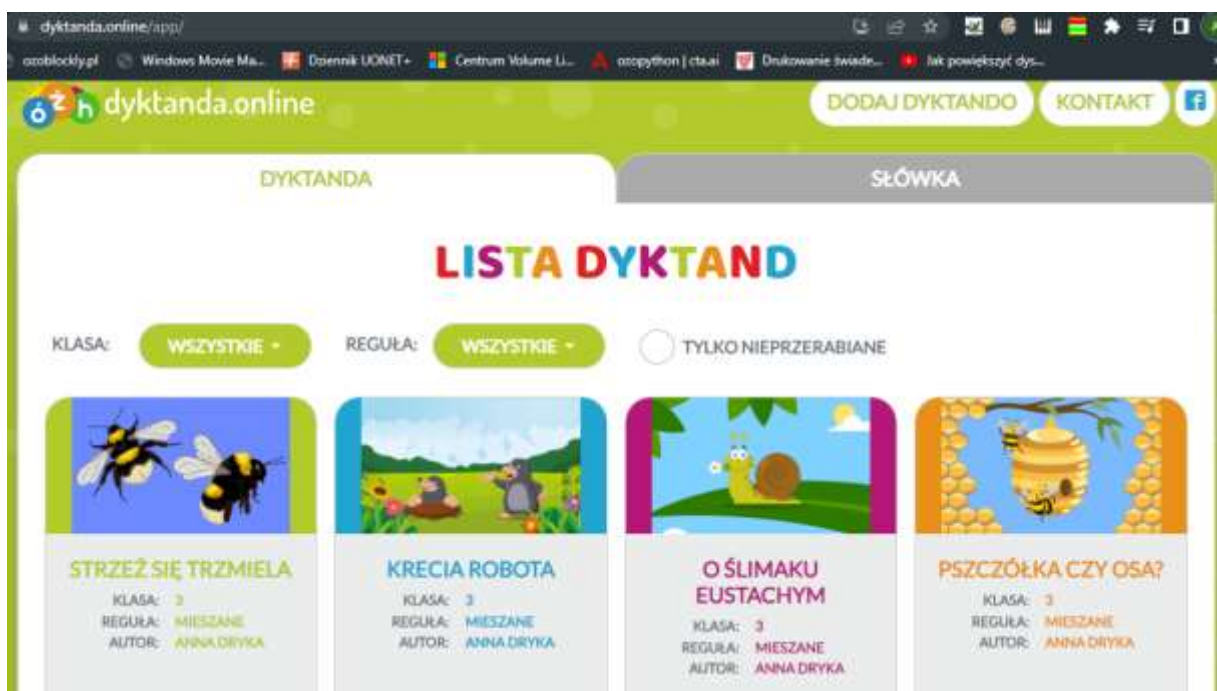 dyktanda.online/app/
ozoblockly.pl Windows Movie Ma... Dziennik UONET+ Centrum Volume Li... ozopython | cta.ai Drukowanie świade... Jak powiększyć dys...
ó ż h dyktanda.online DODAJ DYKTANDO KONTAKT f
DYKTANDA SŁÓWKA
LISTA DYKTAND
KLASA: WSZYSTKIE REGUŁA: WSZYSTKIE TYLKO NIEPRZERABIANE
STRZEŻ SIĘ TRZMIELA
KLASA: 3
REGUŁA: MIESZANE
AUTOR: ANNA DRYKA
KRECIA ROBOTA
KLASA: 3
REGUŁA: MIESZANE
AUTOR: ANNA DRYKA
O ŚLIMAKU
EUSTACHYM
KLASA: 3
REGUŁA: MIESZANE
AUTOR: ANNA DRYKA
PSZCZÓŁKA CZY OSA?
KLASA: 3
REGUŁA: MIESZANE
AUTOR: ANNA DRYKA